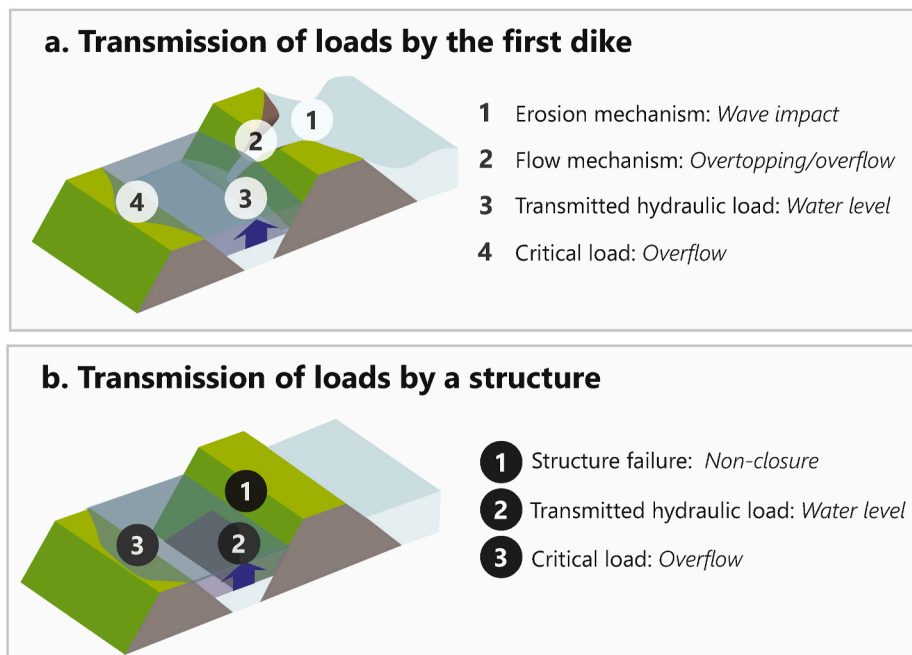 a. Transmission of loads by the first dike
1
2
3
4
1 Erosion mechanism: Wave impact
2 Flow mechanism: Overtopping/overflow
3 Transmitted hydraulic load: Water level
4 Critical load: Overflow
b. Transmission of loads by a structure
1
2
3
1 Structure failure: Non-closure
2 Transmitted hydraulic load: Water level
3 Critical load: Overflow